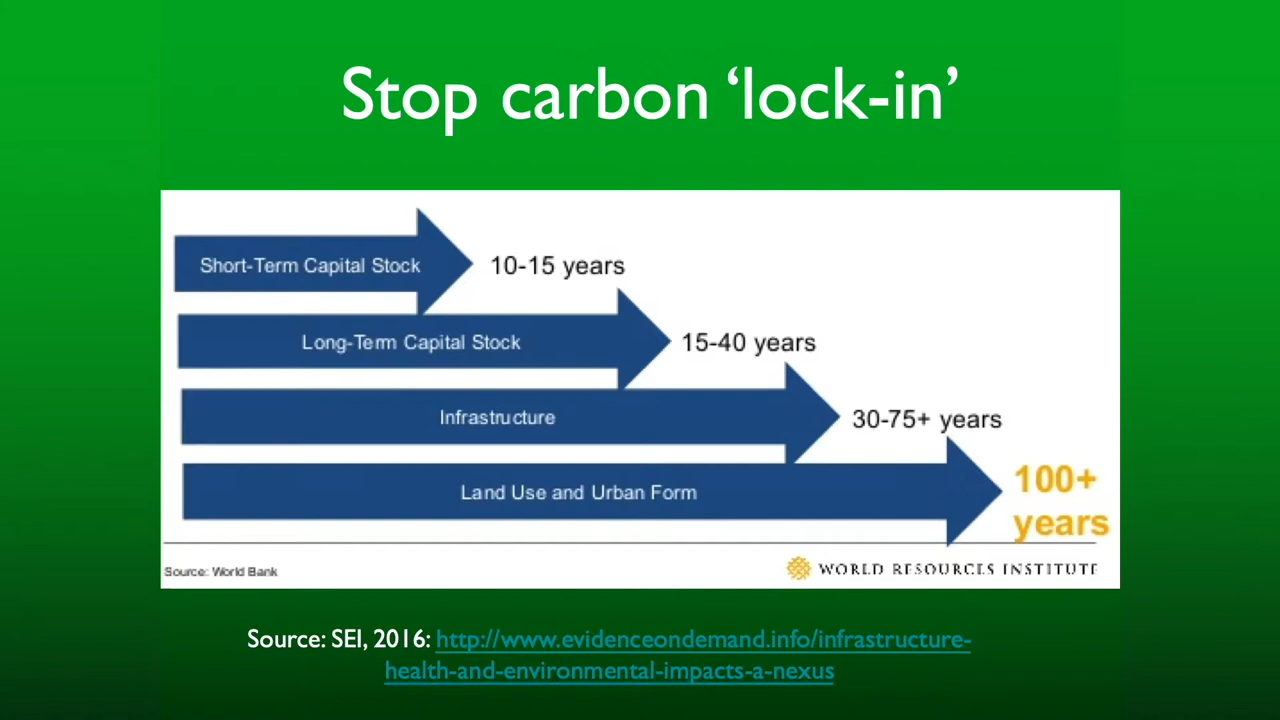 Stop carbon ‘lock-in’
Short-Term Capital Stock
10-15 years
Long-Term Capital Stock
15-40 years
Infrastructure
30-75+ years
Land Use and Urban Form
100+
years
Source: World Bank
WORLD RESOURCES INSTITUTE
Source: SEI, 2016: http://www.evidenceondemand.info/infrastructure-
health-and-environmental-impacts-a-nexus